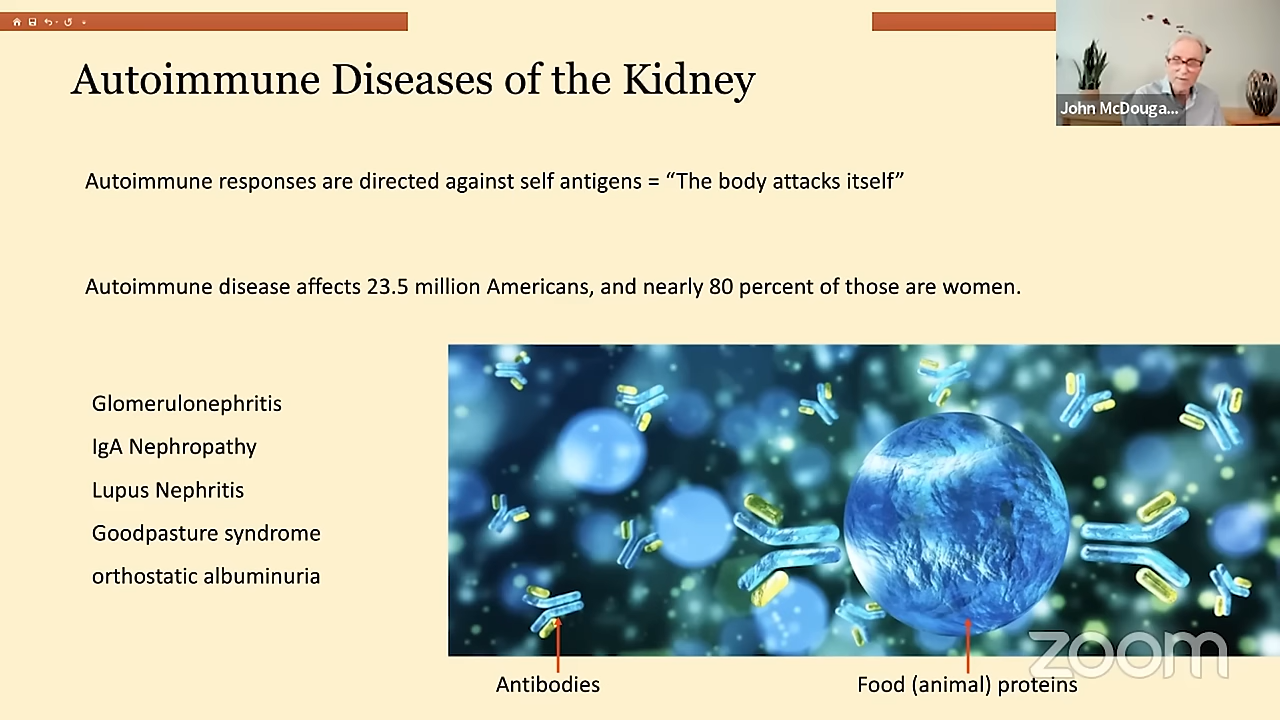 Autoimmune Diseases of the Kidney
John McDouga...
Autoimmune responses are directed against self antigens = “The body attacks itself”
Autoimmune disease affects 23.5 million Americans, and nearly 80 percent of those are women.
Glomerulonephritis
IgA Nephropathy
Lupus Nephritis
Goodpasture syndrome
orthostatic albuminuria
zoom
Antibodies
Food (animal) proteins